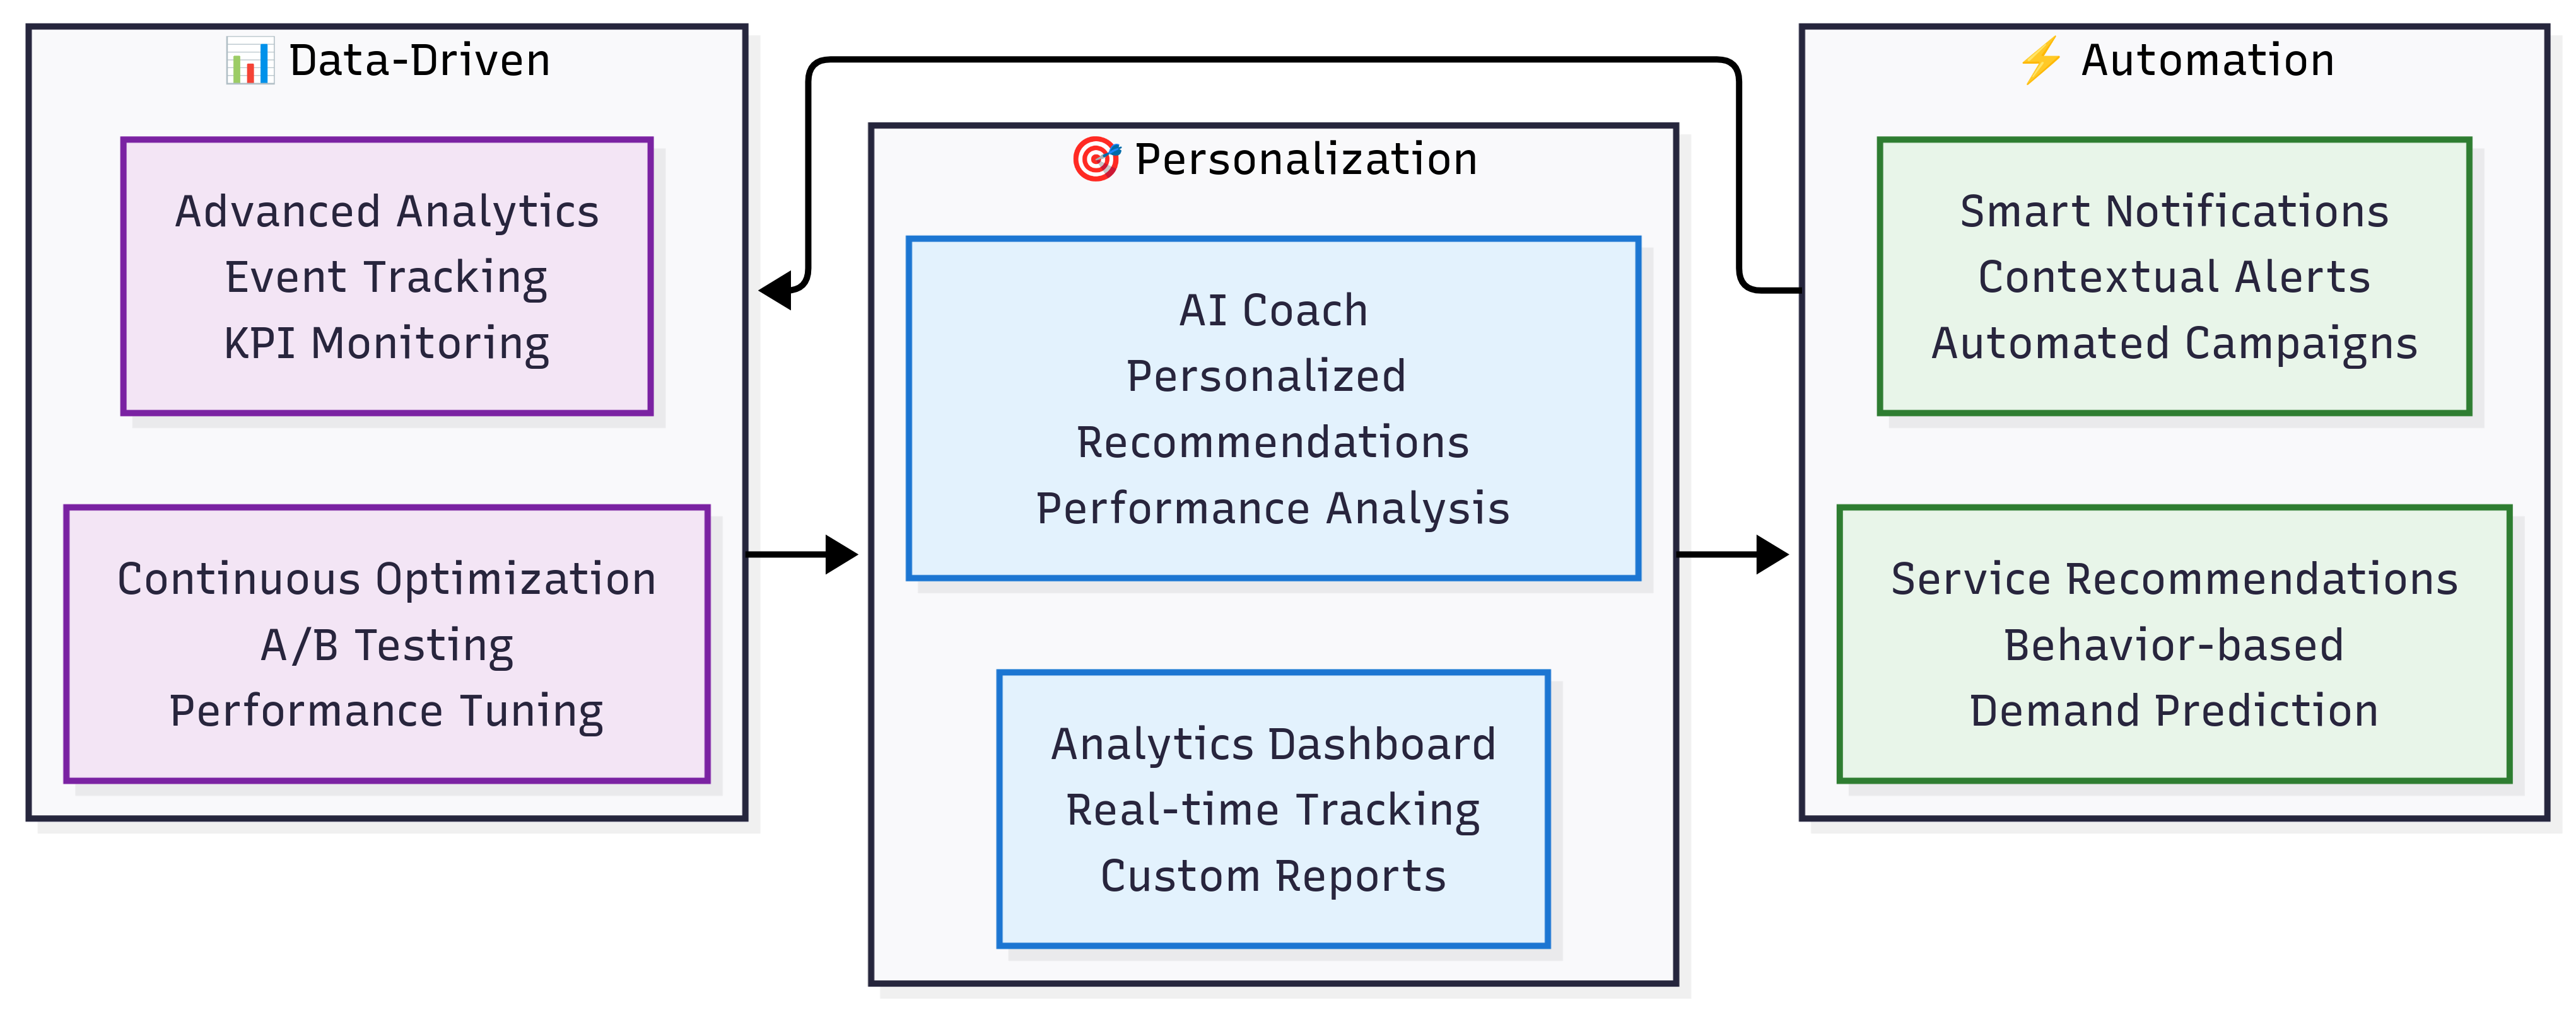 📊 Data-Driven
Advanced Analytics
Event Tracking
KPI Monitoring
Continuous Optimization
A/B Testing
Performance Tuning
🎯 Personalization
AI Coach
Personalized
Recommendations
Performance Analysis
Analytics Dashboard
Real-time Tracking
Custom Reports
⚡ Automation
Smart Notifications
Contextual Alerts
Automated Campaigns
Service Recommendations
Behavior-based
Demand Prediction